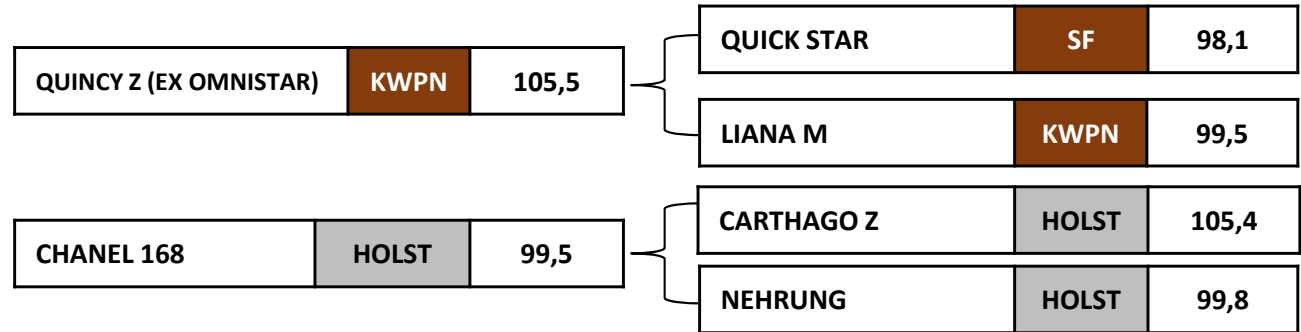 QUICK STAR SF 98,1
QUINCY Z (EX OMNISTAR) KWPN 105,5
LIANA M KWPN 99,5
CARTHAGO Z HOLST 105,4
CHANEL 168 HOLST 99,5
NEHRUNG HOLST 99,8